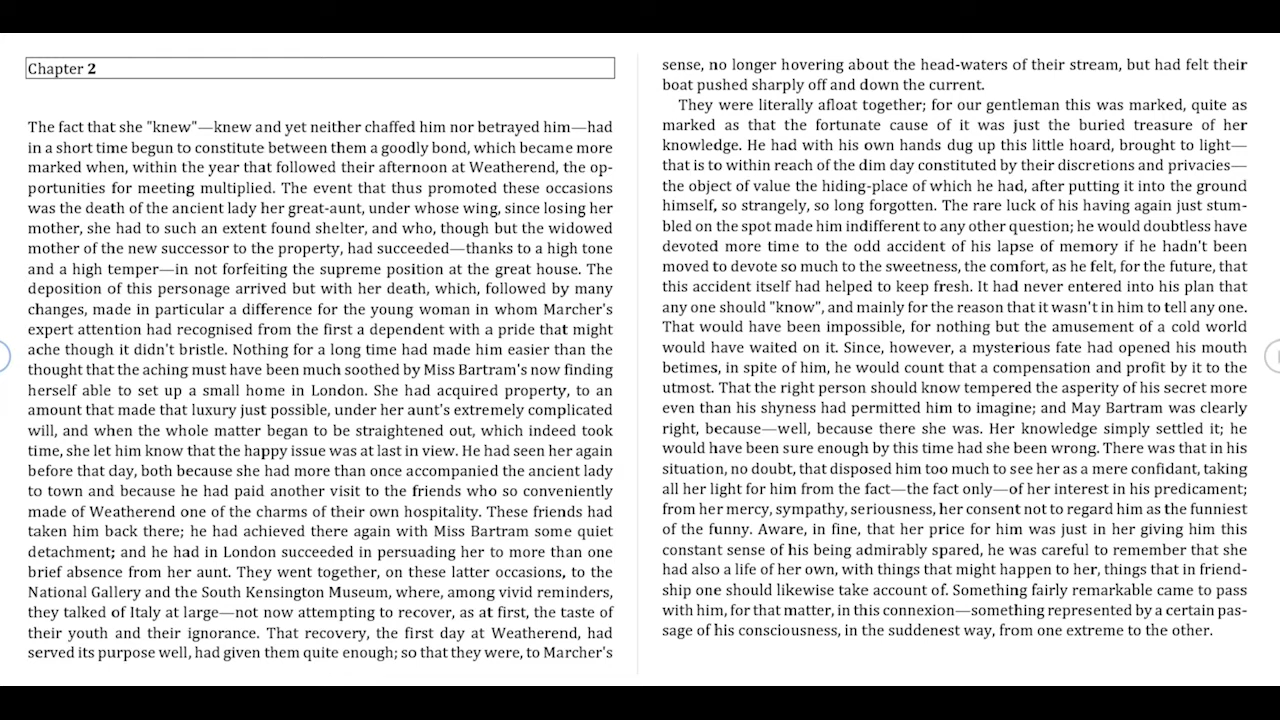 Chapter 2
The fact that she "knew"—knew and yet neither chaffed him nor betrayed him—had
in a short time begun to constitute between them a goodly bond, which became more
marked when, within the year that followed their afternoon at Weatherend, the op-
portunities for meeting multiplied. The event that thus promoted these occasions
was the death of the ancient lady her great-aunt, under whose wing, since losing her
mother, she had to such an extent found shelter, and who, though but the widowed
mother of the new successor to the property, had succeeded—thanks to a high tone
and a high temper—in not forfeiting the supreme position at the great house. The
deposition of this personage arrived but with her death, which, followed by many
changes, made in particular a difference for the young woman in whom Marcher's
expert attention had recognised from the first a dependent with a pride that might
ache though it didn't bristle. Nothing for a long time had made him easier than the
thought that the aching must have been much soothed by Miss Bartram's now finding
herself able to set up a small home in London. She had acquired property, to an
amount that made that luxury just possible, under her aunt's extremely complicated
will, and when the whole matter began to be straightened out, which indeed took
time, she let him know that the happy issue was at last in view. He had seen her again
before that day, both because she had more than once accompanied the ancient lady
to town and because he had paid another visit to the friends who so conveniently
made of Weatherend one of the charms of their own hospitality. These friends had
taken him back there; he had achieved there again with Miss Bartram some quiet
detachment; and he had in London succeeded in persuading her to more than one
brief absence from her aunt. They went together, on these latter occasions, to the
National Gallery and the South Kensington Museum, where, among vivid reminders,
they talked of Italy at large—not now attempting to recover, as at first, the taste of
their youth and their ignorance. That recovery, the first day at Weatherend, had
served its purpose well, had given them quite enough; so that they were, to Marcher's
sense, no longer hovering about the head-waters of their stream, but had felt their
boat pushed sharply off and down the current.
They were literally afloat together; for our gentleman this was marked, quite as
marked as that the fortunate cause of it was just the buried treasure of her
knowledge. He had with his own hands dug up this little hoard, brought to light—
that is to within reach of the dim day constituted by their discretions and privacies—
the object of value the hiding-place of which he had, after putting it into the ground
himself, so strangely, so long forgotten. The rare luck of his having again just stum-
bled on the spot made him indifferent to any other question; he would doubtless have
devoted more time to the odd accident of his lapse of memory if he hadn't been
moved to devote so much to the sweetness, the comfort, as he felt, for the future, that
this accident itself had helped to keep fresh. It had never entered into his plan that
any one should "know", and mainly for the reason that it wasn't in him to tell any one.
That would have been impossible, for nothing but the amusement of a cold world
would have waited on it. Since, however, a mysterious fate had opened his mouth
betimes, in spite of him, he would count that a compensation and profit by it to the
utmost. That the right person should know tempered the asperity of his secret more
even than his shyness had permitted him to imagine; and May Bartram was clearly
right, because—well, because there she was. Her knowledge simply settled it; he
would have been sure enough by this time had she been wrong. There was that in his
situation, no doubt, that disposed him too much to see her as a mere confidant, taking
all her light for him from the fact—the fact only—of her interest in his predicament;
from her mercy, sympathy, seriousness, her consent not to regard him as the funniest
of the funny. Aware, in fine, that her price for him was just in her giving him this
constant sense of his being admirably spared, he was careful to remember that she
had also a life of her own, with things that might happen to her, things that in friend-
ship one should likewise take account of. Something fairly remarkable came to pass
with him, for that matter, in this connexion—something represented by a certain pas-
sage of his consciousness, in the suddenest way, from one extreme to the other.